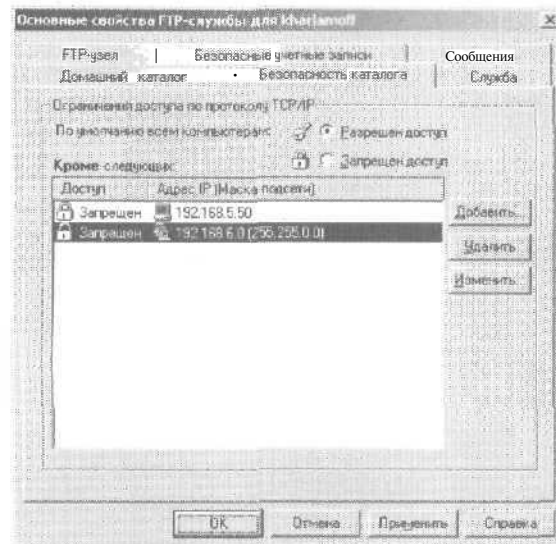 Основные свойства FTP-службы для kharlamoff
FTP-узел | Безопасные учетные записи | Сообщения
Домашний каталог Безопасность каталога Служба
Ограничения доступа по протоколу TCP/IP
По умолчанию всем компьютерам: Разрешен доступ
Запрещен доступ
Кроме следующих:
Доступ Адрес IP (Маска подсети)
Запрещен 192.168.5.50
Запрещен 192.168.6.0 (255.255.0.0)
Добавить...
Удалить
Изменить...
OK Отмена Применить Справка